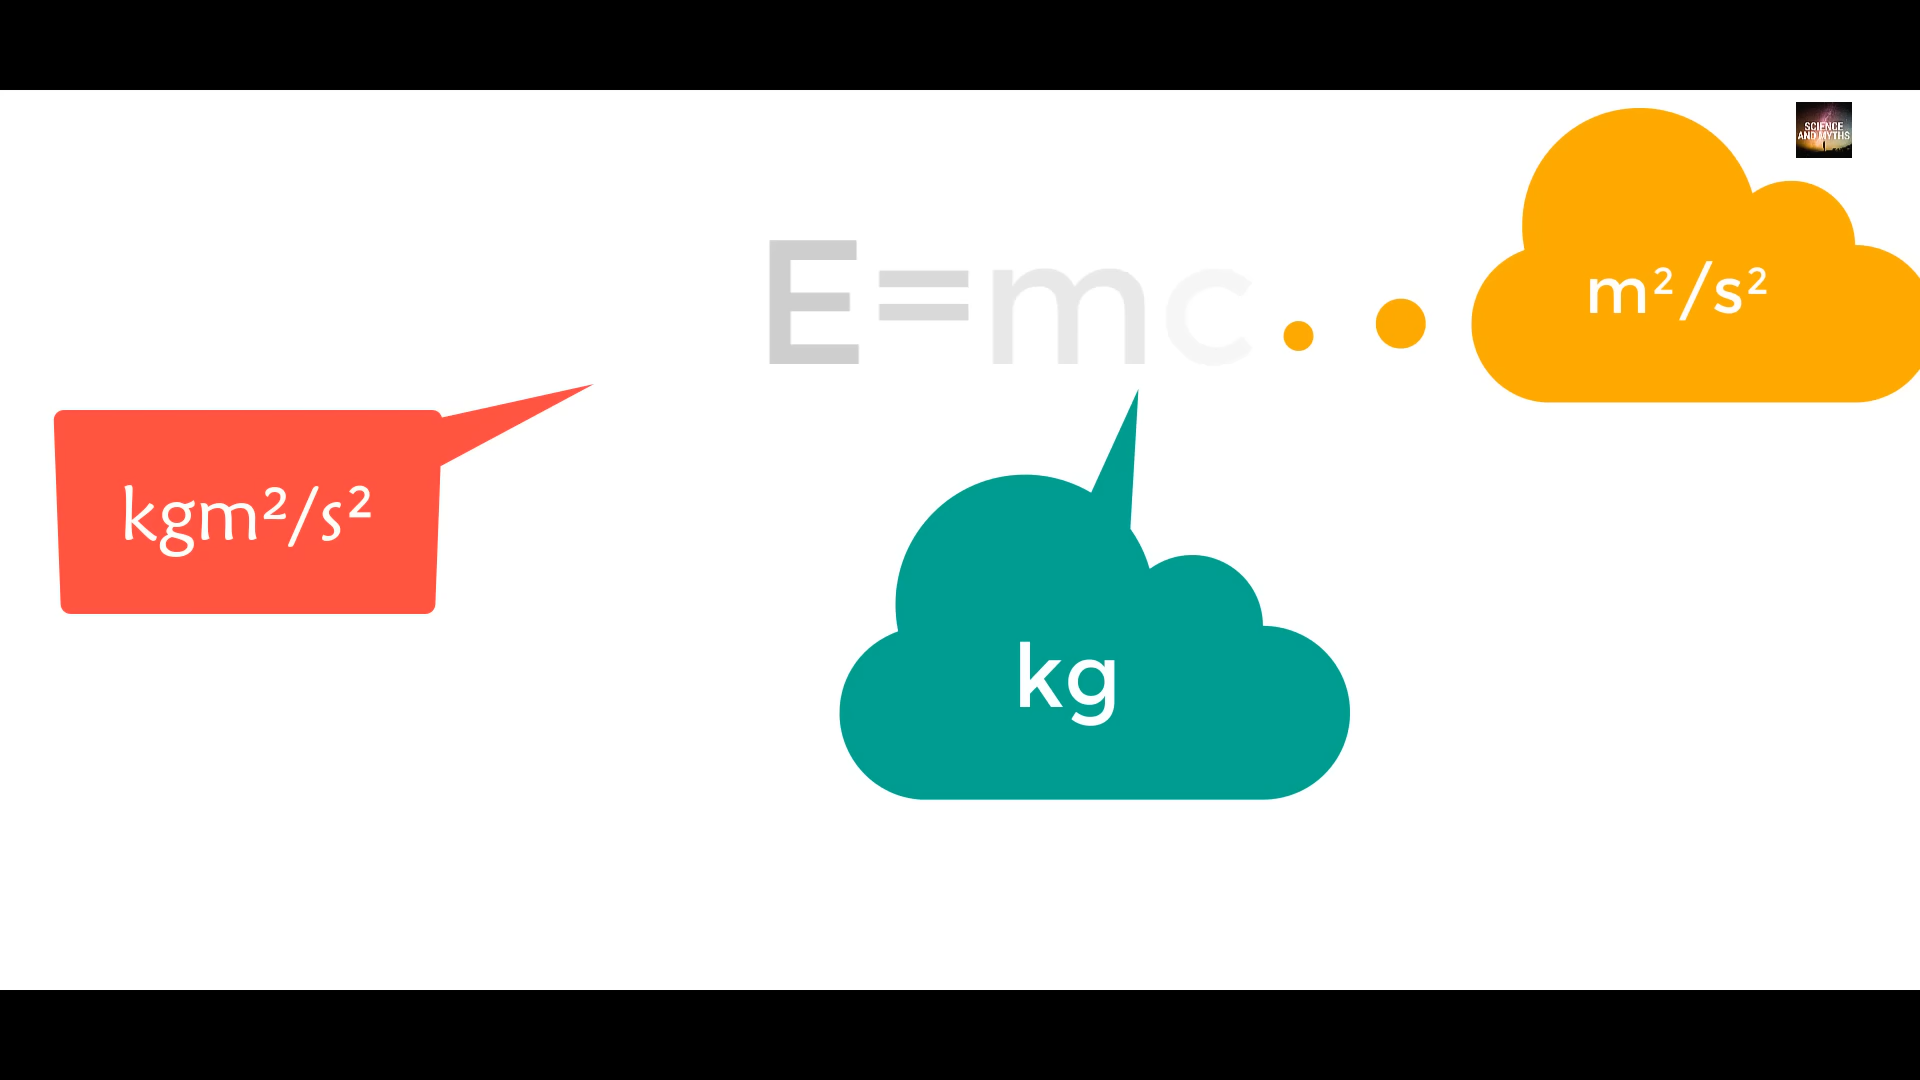 SCIENCE
AND MYTHS
E=mc
m²/s²
kgm²/s²
kg